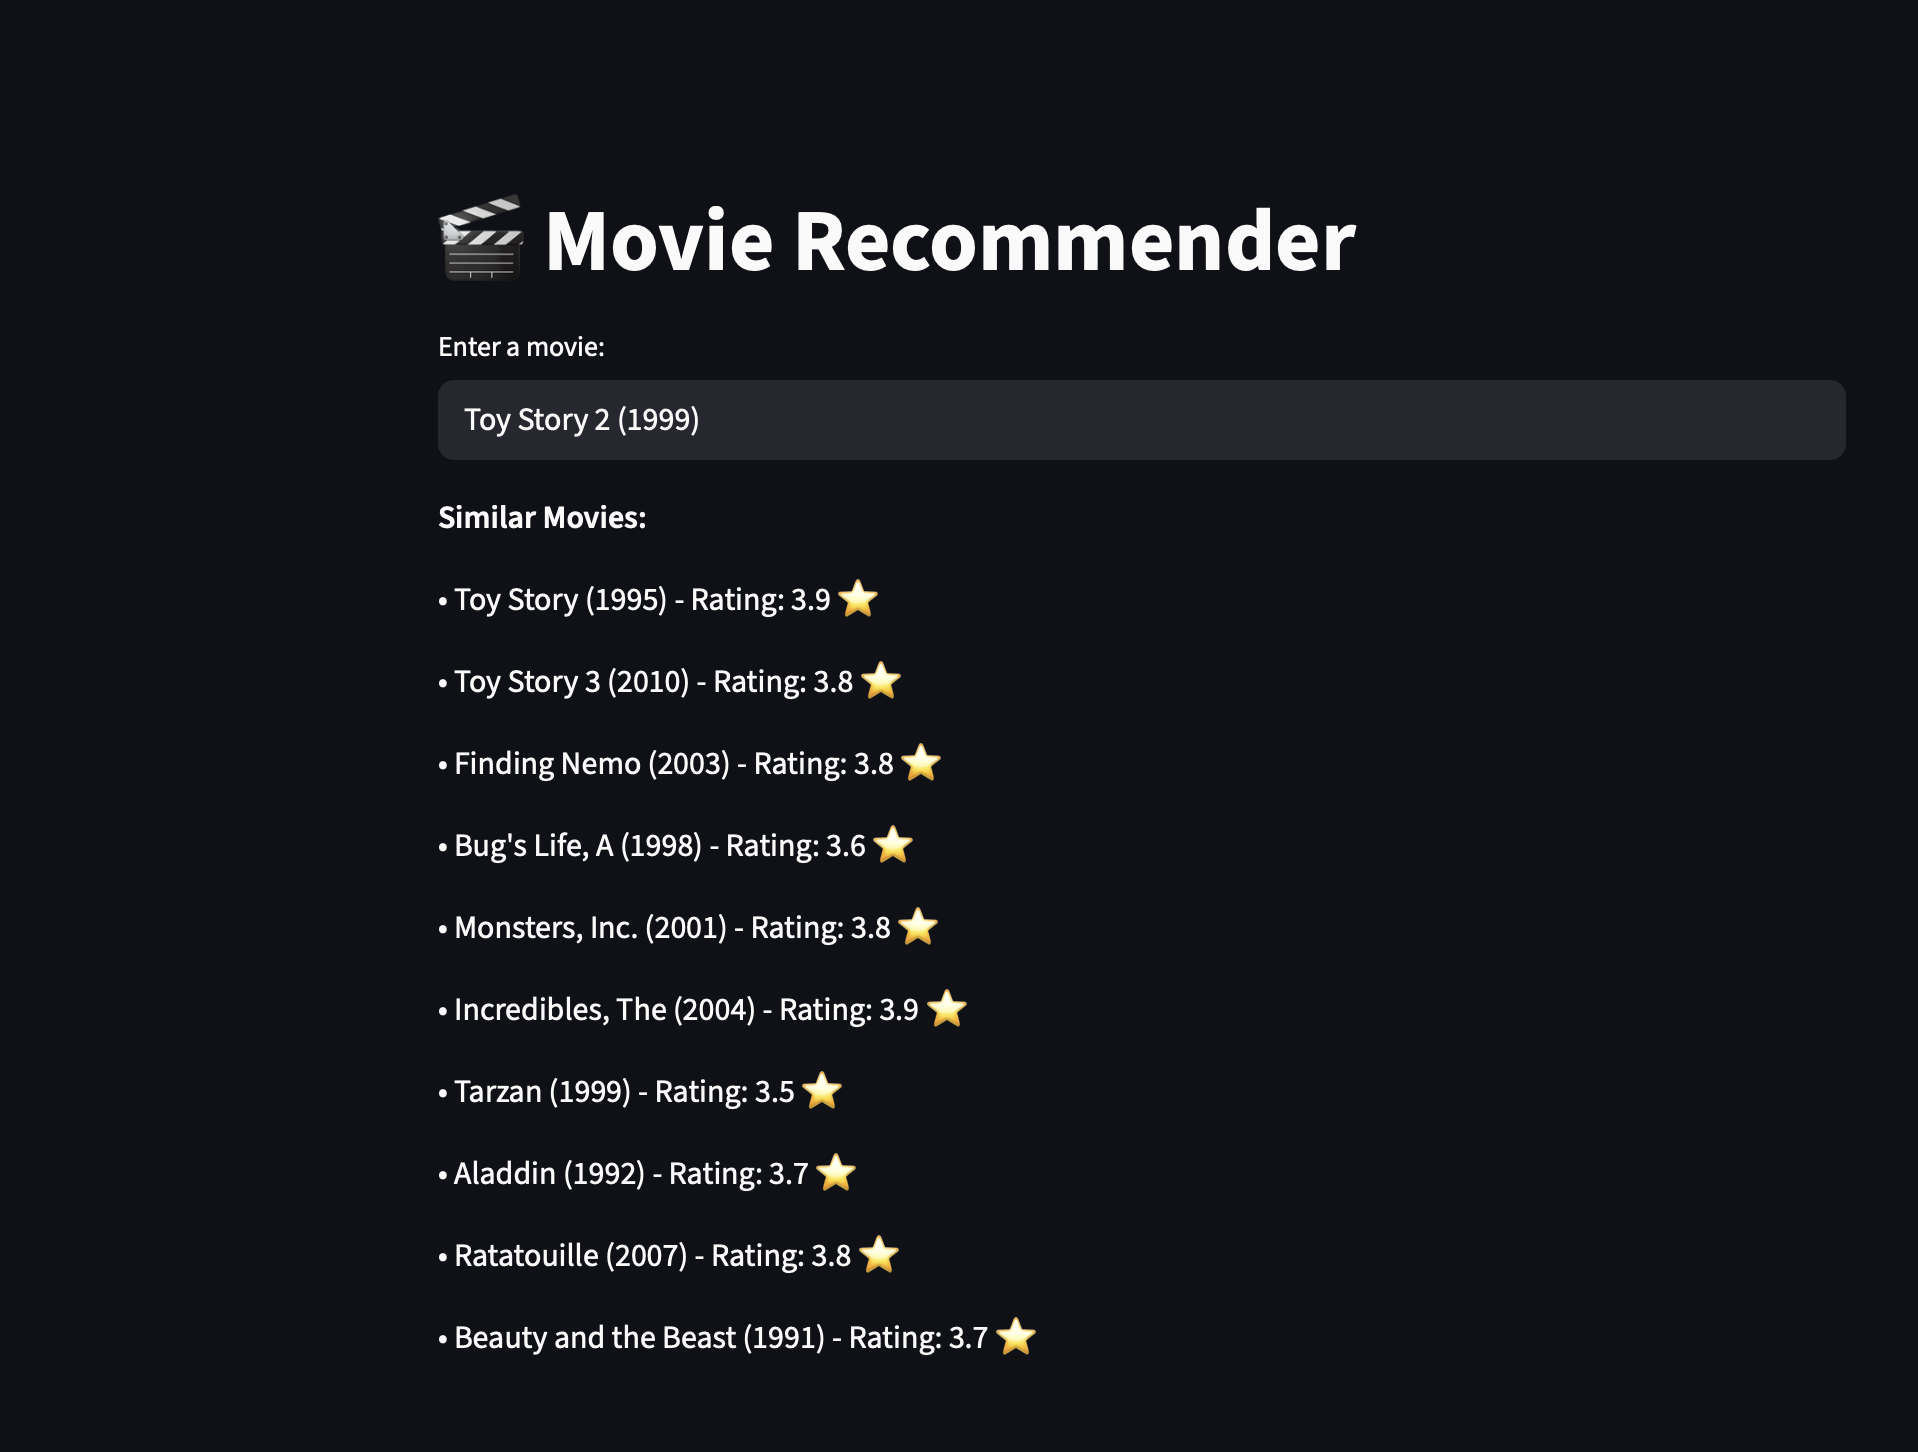 🎬 Movie Recommender
Enter a movie:
Toy Story 2 (1999)
Similar Movies:
• Toy Story (1995) - Rating: 3.9 ⭐
• Toy Story 3 (2010) - Rating: 3.8 ⭐
• Finding Nemo (2003) - Rating: 3.8 ⭐
• Bug's Life, A (1998) - Rating: 3.6 ⭐
• Monsters, Inc. (2001) - Rating: 3.8 ⭐
• Incredibles, The (2004) - Rating: 3.9 ⭐
• Tarzan (1999) - Rating: 3.5 ⭐
• Aladdin (1992) - Rating: 3.7 ⭐
• Ratatouille (2007) - Rating: 3.8 ⭐
• Beauty and the Beast (1991) - Rating: 3.7 ⭐